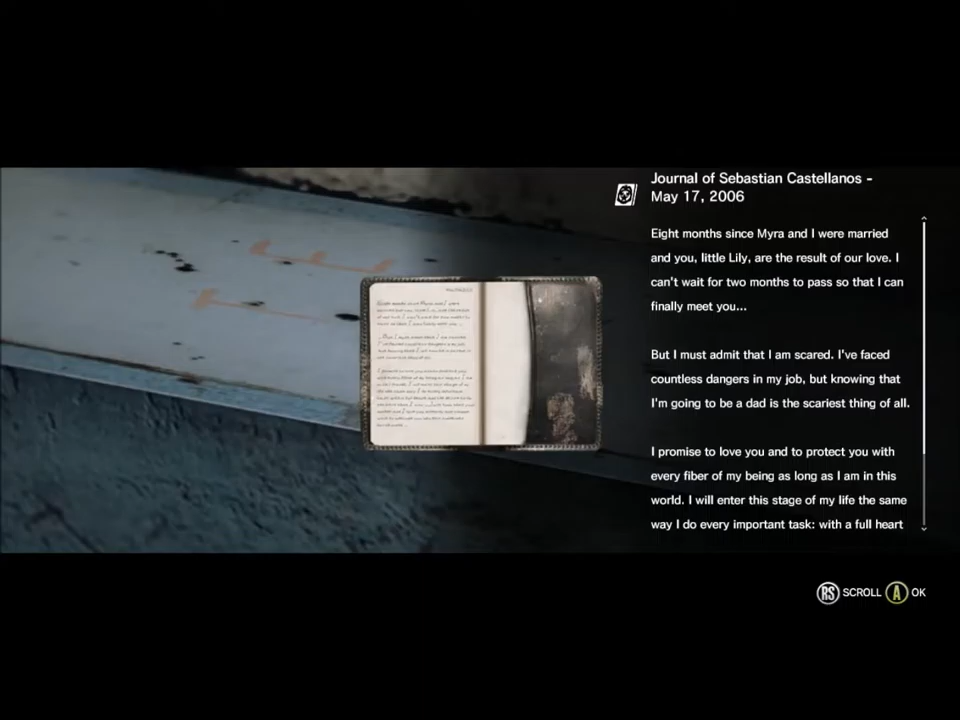 Journal of Sebastian Castellanos -
May 17, 2006
Eight months since Myra and I were married
and you, little Lily, are the result of our love. I
can't wait for two months to pass so that I can
finally meet you...
But I must admit that I am scared. I've faced
countless dangers in my job, but knowing that
I'm going to be a dad is the scariest thing of all.
I promise to love you and to protect you with
every fiber of my being as long as I am in this
world. I will enter this stage of my life the same
way I do every important task: with a full heart
RS SCROLL A OK